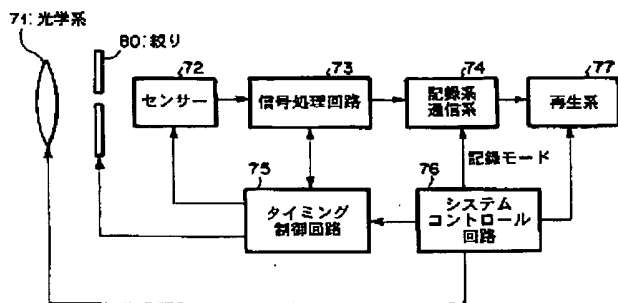 71:光学系
80:絞り
72
センサー
73
信号処理回路
74
記録系
通信系
77
再生系
記録モード
75
タイミング
制御回路
76
システム
コントロール
回路